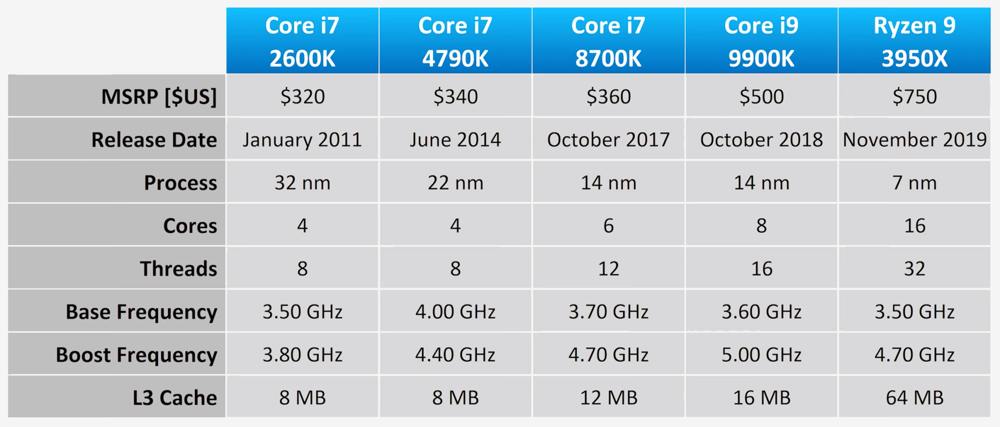 Core i7 Core i7 Core i7 Core i9 Ryzen 9
2600K 4790K 8700K 9900K 3950X
MSRP [$US] $320 $340 $360 $500 $750
Release Date January 2011 June 2014 October 2017 October 2018 November 2019
Process 32 nm 22 nm 14 nm 14 nm 7 nm
Cores 4 4 6 8 16
Threads 8 8 12 16 32
Base Frequency 3.50 GHz 4.00 GHz 3.70 GHz 3.60 GHz 3.50 GHz
Boost Frequency 3.80 GHz 4.40 GHz 4.70 GHz 5.00 GHz 4.70 GHz
L3 Cache 8 MB 8 MB 12 MB 16 MB 64 MB